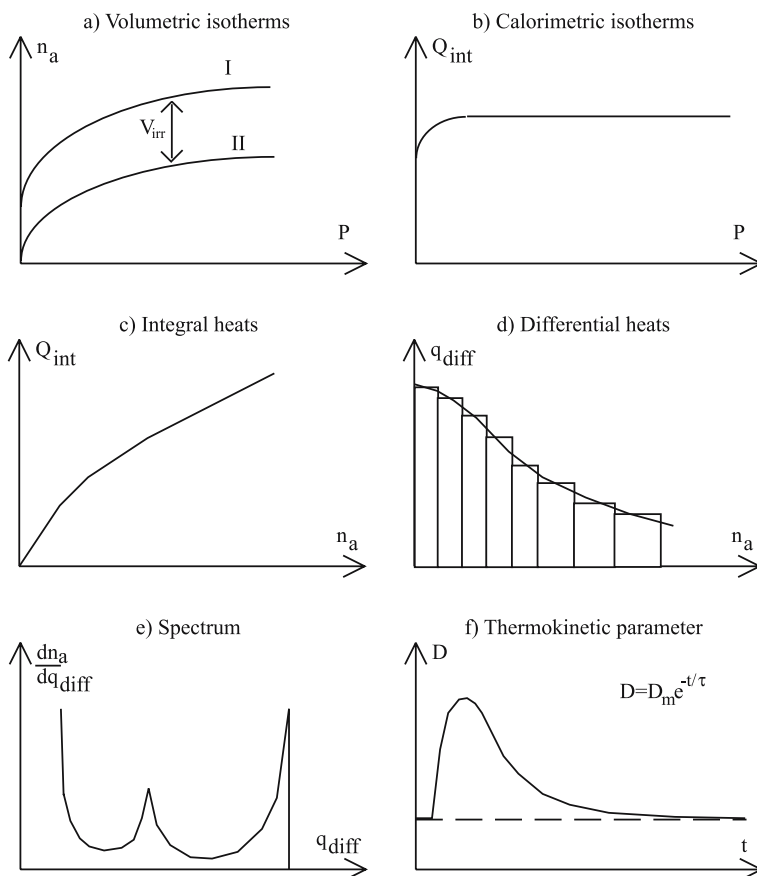 a) Volumetric isotherms
n_a
I
V_irr
II
P
b) Calorimetric isotherms
Q_int
P
c) Integral heats
Q_int
n_a
d) Differential heats
q_diff
n_a
e) Spectrum
dn_a
dq_diff
q_diff
f) Thermokinetic parameter
D
D=D_m e^-t/τ
t